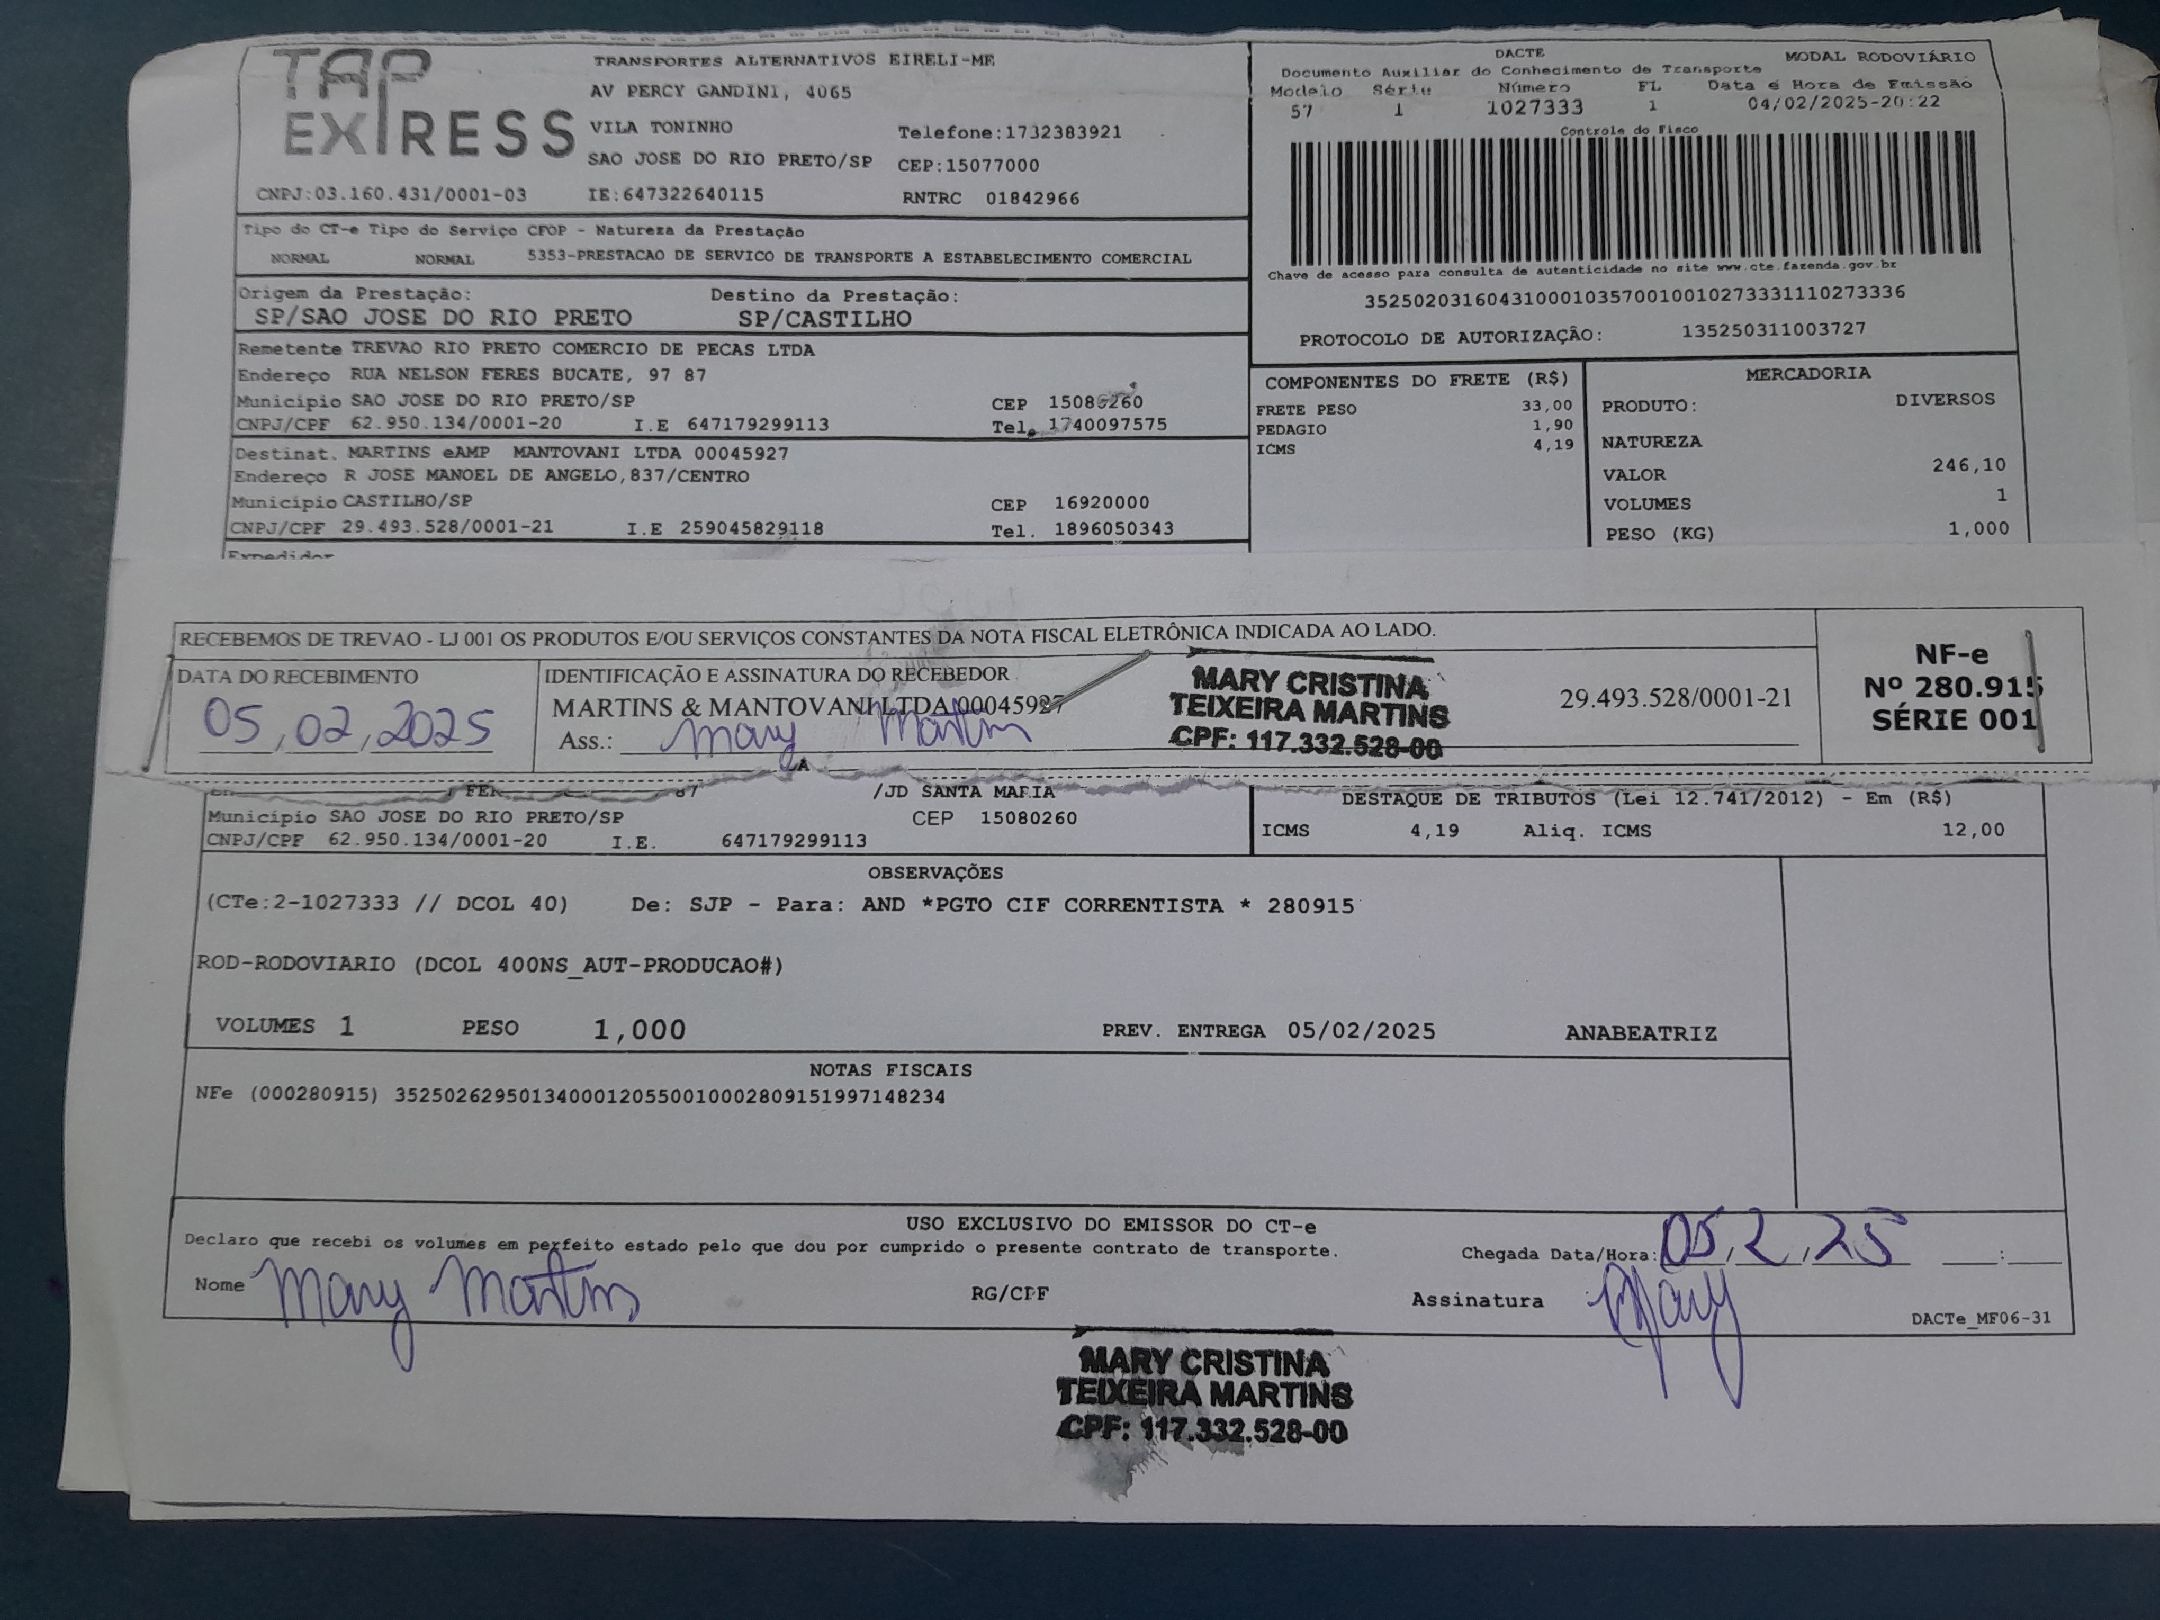 TAP EXPRESS
TRANSPORTES ALTERNATIVOS EIRELI-ME
AV PERCY GANDINI, 4065
VILA TONINHO Telefone:1732383921
SAO JOSE DO RIO PRETO/SP CEP:15077000
CNPJ:03.160.431/0001-03 IE:647322640115 RNTRC 01842966
DACTE MODAL RODOVIÁRIO
Documento Auxiliar do Conhecimento de Transporte
Modelo Série Número FL Data e Hora de Emissão
57 1 1027333 1 04/02/2025-20:22
Controle do Fisco
Chave de acesso para consulta de autenticidade no site www.cte.fazenda.gov.br
35250203160431000103570010010273331110273336
PROTOCOLO DE AUTORIZAÇÃO: 135250311003727
Tipo do CT-e Tipo do Serviço CFOP - Natureza da Prestação
NORMAL NORMAL 5353-PRESTACAO DE SERVICO DE TRANSPORTE A ESTABELECIMENTO COMERCIAL
Origem da Prestação: Destino da Prestação:
SP/SAO JOSE DO RIO PRETO SP/CASTILHO
Remetente TREVAO RIO PRETO COMERCIO DE PECAS LTDA
Endereço RUA NELSON FERES BUCATE, 97 87
Municipio SAO JOSE DO RIO PRETO/SP CEP 15085260
CNPJ/CPF 62.950.134/0001-20 I.E 647179299113 Tel. 1740097575
Destinat. MARTINS eAMP MANTOVANI LTDA 00045927
Endereço R JOSE MANOEL DE ANGELO,837/CENTRO
Municipio CASTILHO/SP CEP 16920000
CNPJ/CPF 29.493.528/0001-21 I.E 259045829118 Tel. 1896050343
Expedidor
COMPONENTES DO FRETE (R$)
FRETE PESO 33,00
PEDAGIO 1,90
ICMS 4,19
MERCADORIA
PRODUTO: DIVERSOS
NATUREZA
VALOR 246,10
VOLUMES 1
PESO (KG) 1,000
RECEBEMOS DE TREVAO - LJ 001 OS PRODUTOS E/OU SERVIÇOS CONSTANTES DA NOTA FISCAL ELETRÔNICA INDICADA AO LADO.
DATA DO RECEBIMENTO
05,02,2025
IDENTIFICAÇÃO E ASSINATURA DO RECEBEDOR
MARTINS & MANTOVANI LTDA 00045927 29.493.528/0001-21
Ass.: Mary Martins
MARY CRISTINA
TEIXEIRA MARTINS
CPF: 117.332.528-00
NF-e
Nº 280.915
SÉRIE 001
/JD SANTA MARIA
Municipio SAO JOSE DO RIO PRETO/SP CEP 15080260
CNPJ/CPF 62.950.134/0001-20 I.E. 647179299113
DESTAQUE DE TRIBUTOS (Lei 12.741/2012) - Em (R$)
ICMS 4,19 Aliq. ICMS 12,00
OBSERVAÇÕES
(CTe:2-1027333 // DCOL 40) De: SJP - Para: AND *PGTO CIF CORRENTISTA * 280915
ROD-RODOVIARIO (DCOL 400NS_AUT-PRODUCAO#)
VOLUMES 1 PESO 1,000 PREV. ENTREGA 05/02/2025 ANABEATRIZ
NOTAS FISCAIS
NFe (000280915) 35250262950134000120550010002809151997148234
USO EXCLUSIVO DO EMISSOR DO CT-e
Declaro que recebi os volumes em perfeito estado pelo que dou por cumprido o presente contrato de transporte. Chegada Data/Hora: 05/2/25 :
Nome Mary Martins RG/CPF Assinatura Mary
DACTe_MF06-31
MARY CRISTINA
TEIXEIRA MARTINS
CPF: 117.332.528-00